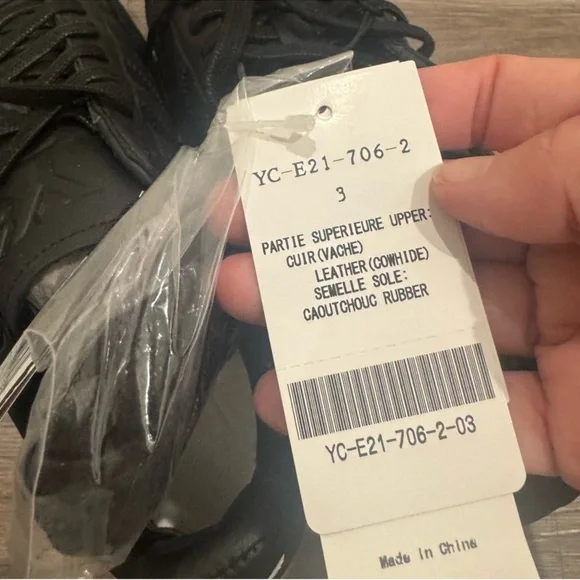 YC-E21-706-2
3
PARTIE SUPERIEURE UPPER:
CUIR(VACHE)
LEATHER(COWHIDE)
SEMELLE SOLE:
CAOUTCHOUC RUBBER
YC-E21-706-2-03
Made in China